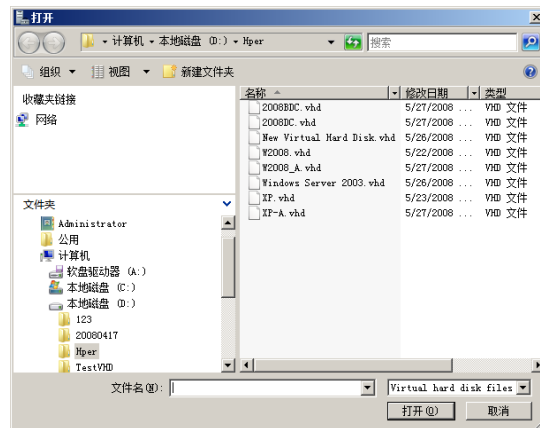 打开
计算机 本地磁盘 (D:) Hper 搜索
组织 视图 新建文件夹
收藏夹链接
网络
名称 修改日期 类型
2008BDC.vhd 5/27/2008 ... VHD 文件
2008DC.vhd 5/27/2008 ... VHD 文件
New Virtual Hard Disk.vhd 5/26/2008 ... VHD 文件
W2008.vhd 5/22/2008 ... VHD 文件
W2008_A.vhd 5/27/2008 ... VHD 文件
Windows Server 2003.vhd 5/26/2008 ... VHD 文件
XP.vhd 5/23/2008 ... VHD 文件
XP-A.vhd 5/27/2008 ... VHD 文件
文件夹
Administrator
公用
计算机
软盘驱动器 (A:)
本地磁盘 (C:)
本地磁盘 (D:)
123
20080417
Hper
TestVHD
文件名(N): Virtual hard disk files
打开(O) 取消